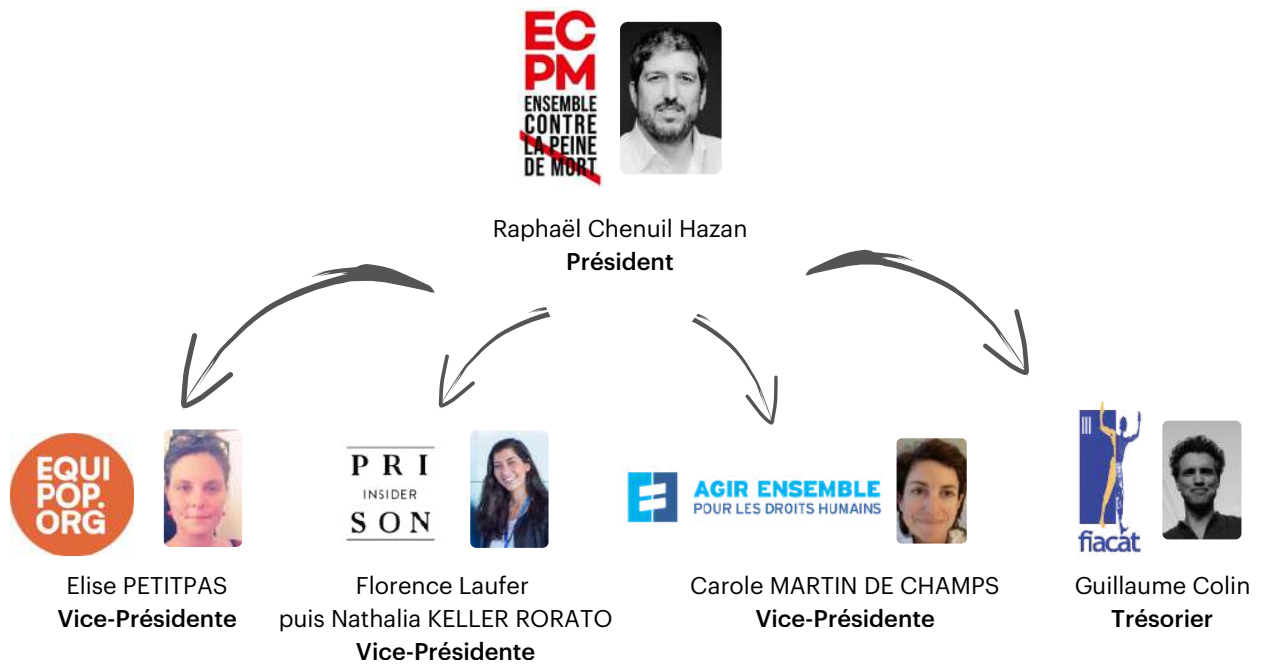 EC
PM
ENSEMBLE
CONTRE
LA PEINE
DE MORT
Raphaël Chenuil Hazan
Président
EQUI
POP.
ORG
Elise PETITPAS
Vice-Présidente
PRI
INSIDER
SON
Florence Laufer
puis Nathalia KELLER RORATO
Vice-Présidente
AGIR ENSEMBLE
POUR LES DROITS HUMAINS
Carole MARTIN DE CHAMPS
Vice-Présidente
fiacat
Guillaume Colin
Trésorier